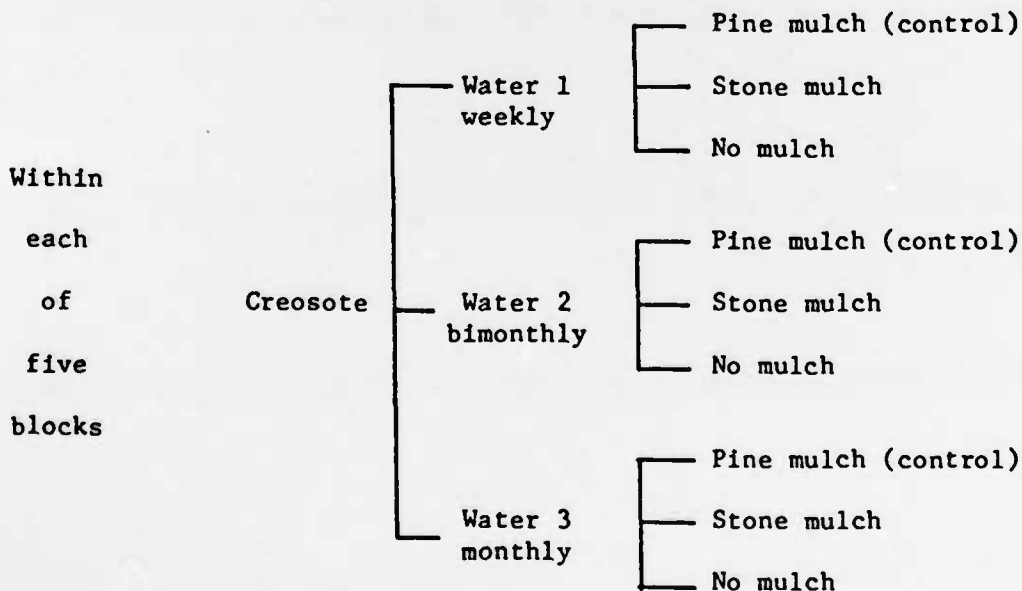 Within
each
of
five
blocks
Creosote
Water 1
weekly
Pine mulch (control)
Stone mulch
No mulch
Water 2
bimonthly
Pine mulch (control)
Stone mulch
No mulch
Water 3
monthly
Pine mulch (control)
Stone mulch
No mulch